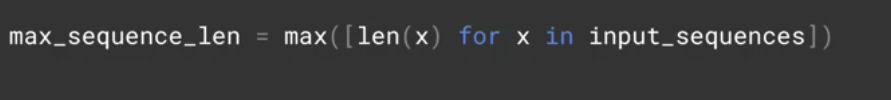 max_sequence_len = max([len(x) for x in input_sequences])